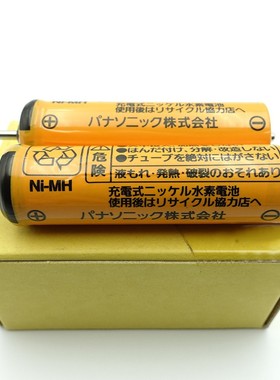 Ni-MH
充電式ニッケル水素電池
使用後はリサイクル協力店へ
パナソニック株式会社
危険
●はんだ付け、分解・改造しない
●チューブを絶対にはがさない
液もれ・発熱・破裂のおそれあり
Ni-MH
充電式ニッケル水素電池
使用後はリサイクル協力店へ
パナソニック株式会社